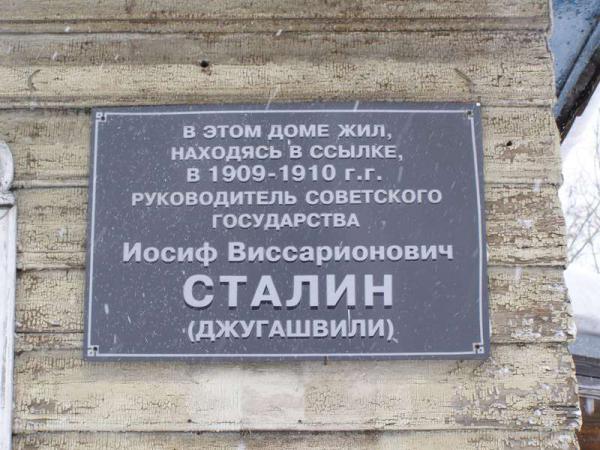 В ЭТОМ ДОМЕ ЖИЛ,
НАХОДЯСЬ В ССЫЛКЕ,
В 1909-1910 г.г.
РУКОВОДИТЕЛЬ СОВЕТСКОГО
ГОСУДАРСТВА
Иосиф Виссарионович
СТАЛИН
(ДЖУГАШВИЛИ)